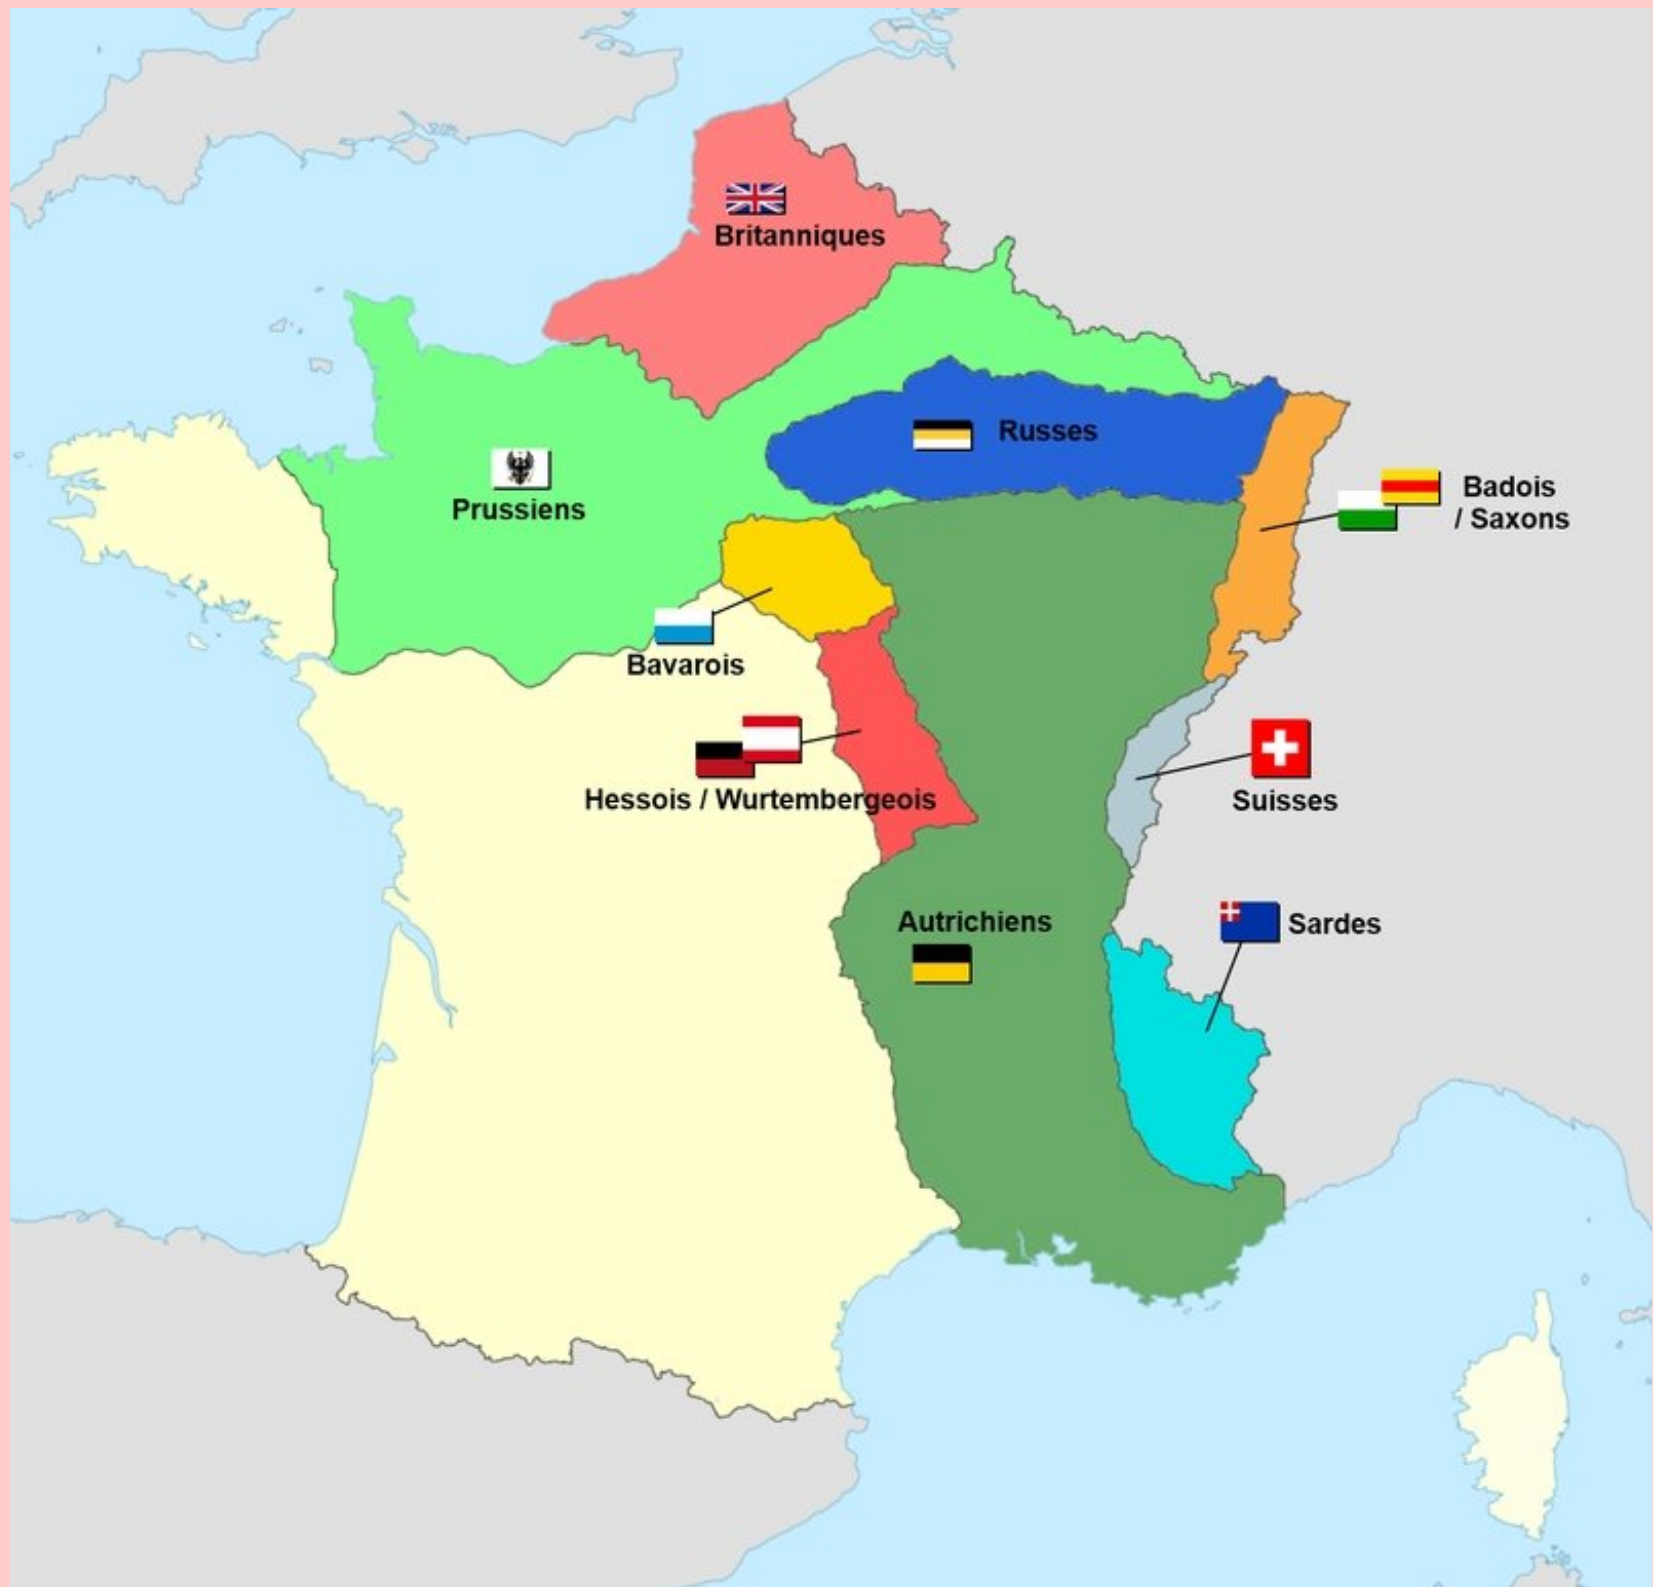 Britanniques
Russes
Badois
/ Saxons
Prussiens
Bavarois
Hessois / Wurtembergeois
Suisses
Autrichiens
Sardes